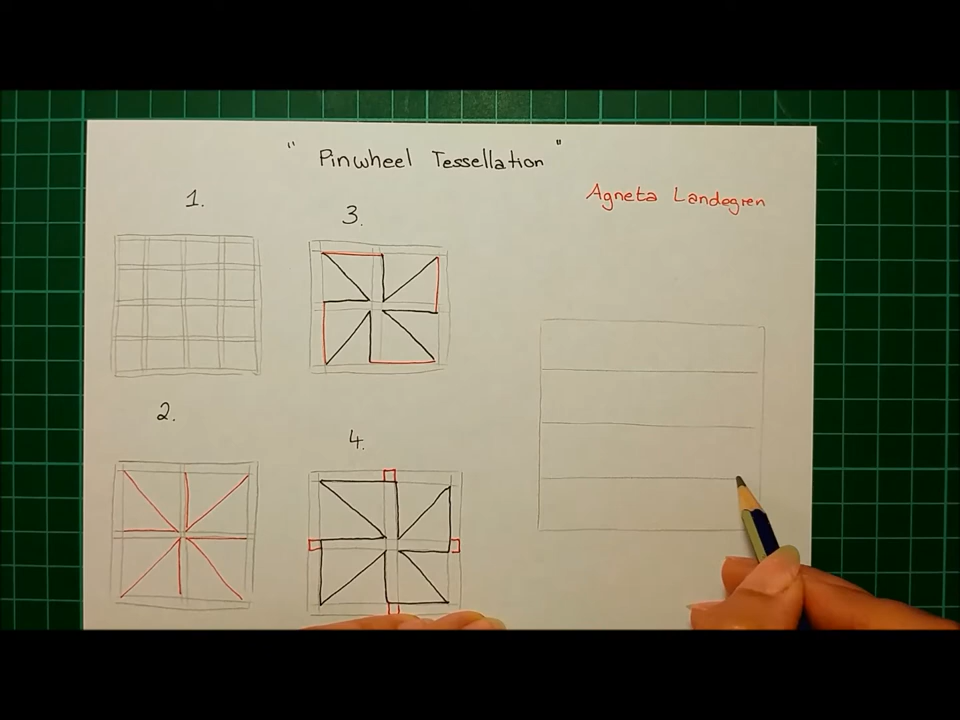 " Pinwheel Tessellation "
Agneta Landegren
1.
3.
2.
4.